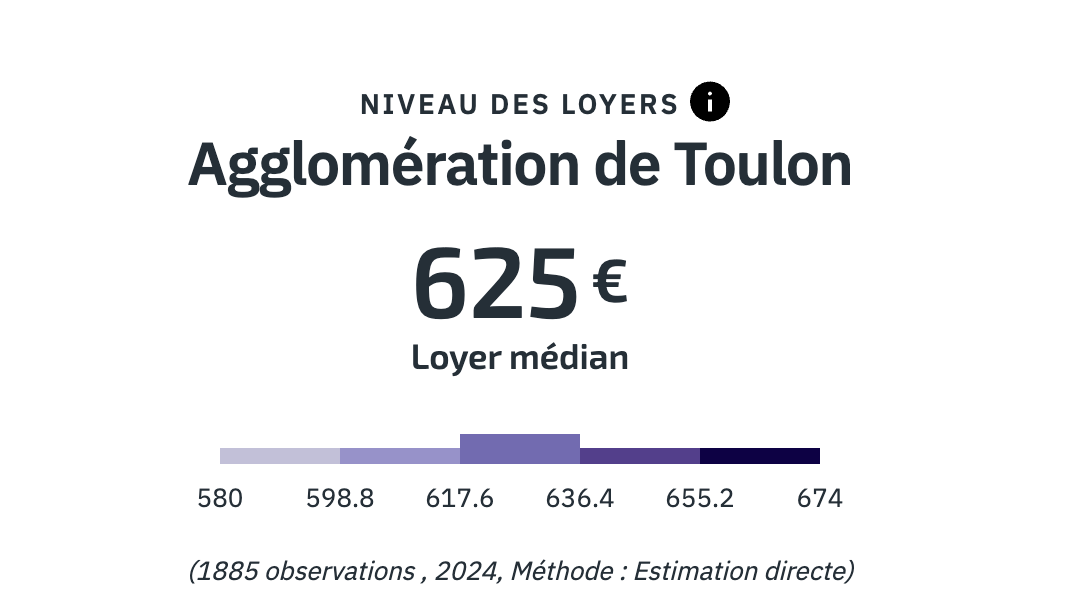 NIVEAU DES LOYERS i
Agglomération de Toulon
625 €
Loyer médian
580 598.8 617.6 636.4 655.2 674
(1885 observations , 2024, Méthode : Estimation directe)